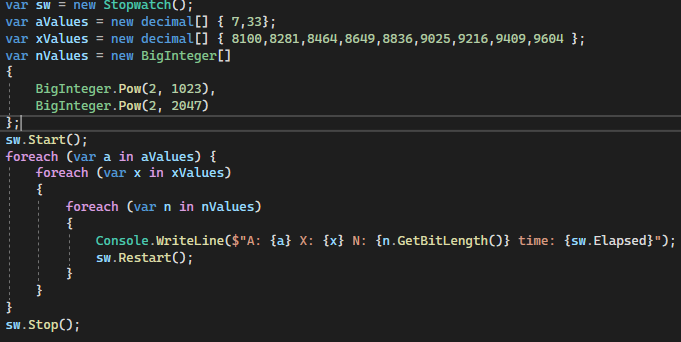 var sw = new Stopwatch();
var aValues = new decimal[] { 7,33};
var xValues = new decimal[] { 8100,8281,8464,8649,8836,9025,9216,9409,9604 };
var nValues = new BigInteger[]
{
BigInteger.Pow(2, 1023),
BigInteger.Pow(2, 2047)
};
sw.Start();
foreach (var a in aValues) {
foreach (var x in xValues)
{
foreach (var n in nValues)
{
Console.WriteLine($"A: {a} X: {x} N: {n.GetBitLength()} time: {sw.Elapsed}");
sw.Restart();
}
}
}
sw.Stop();